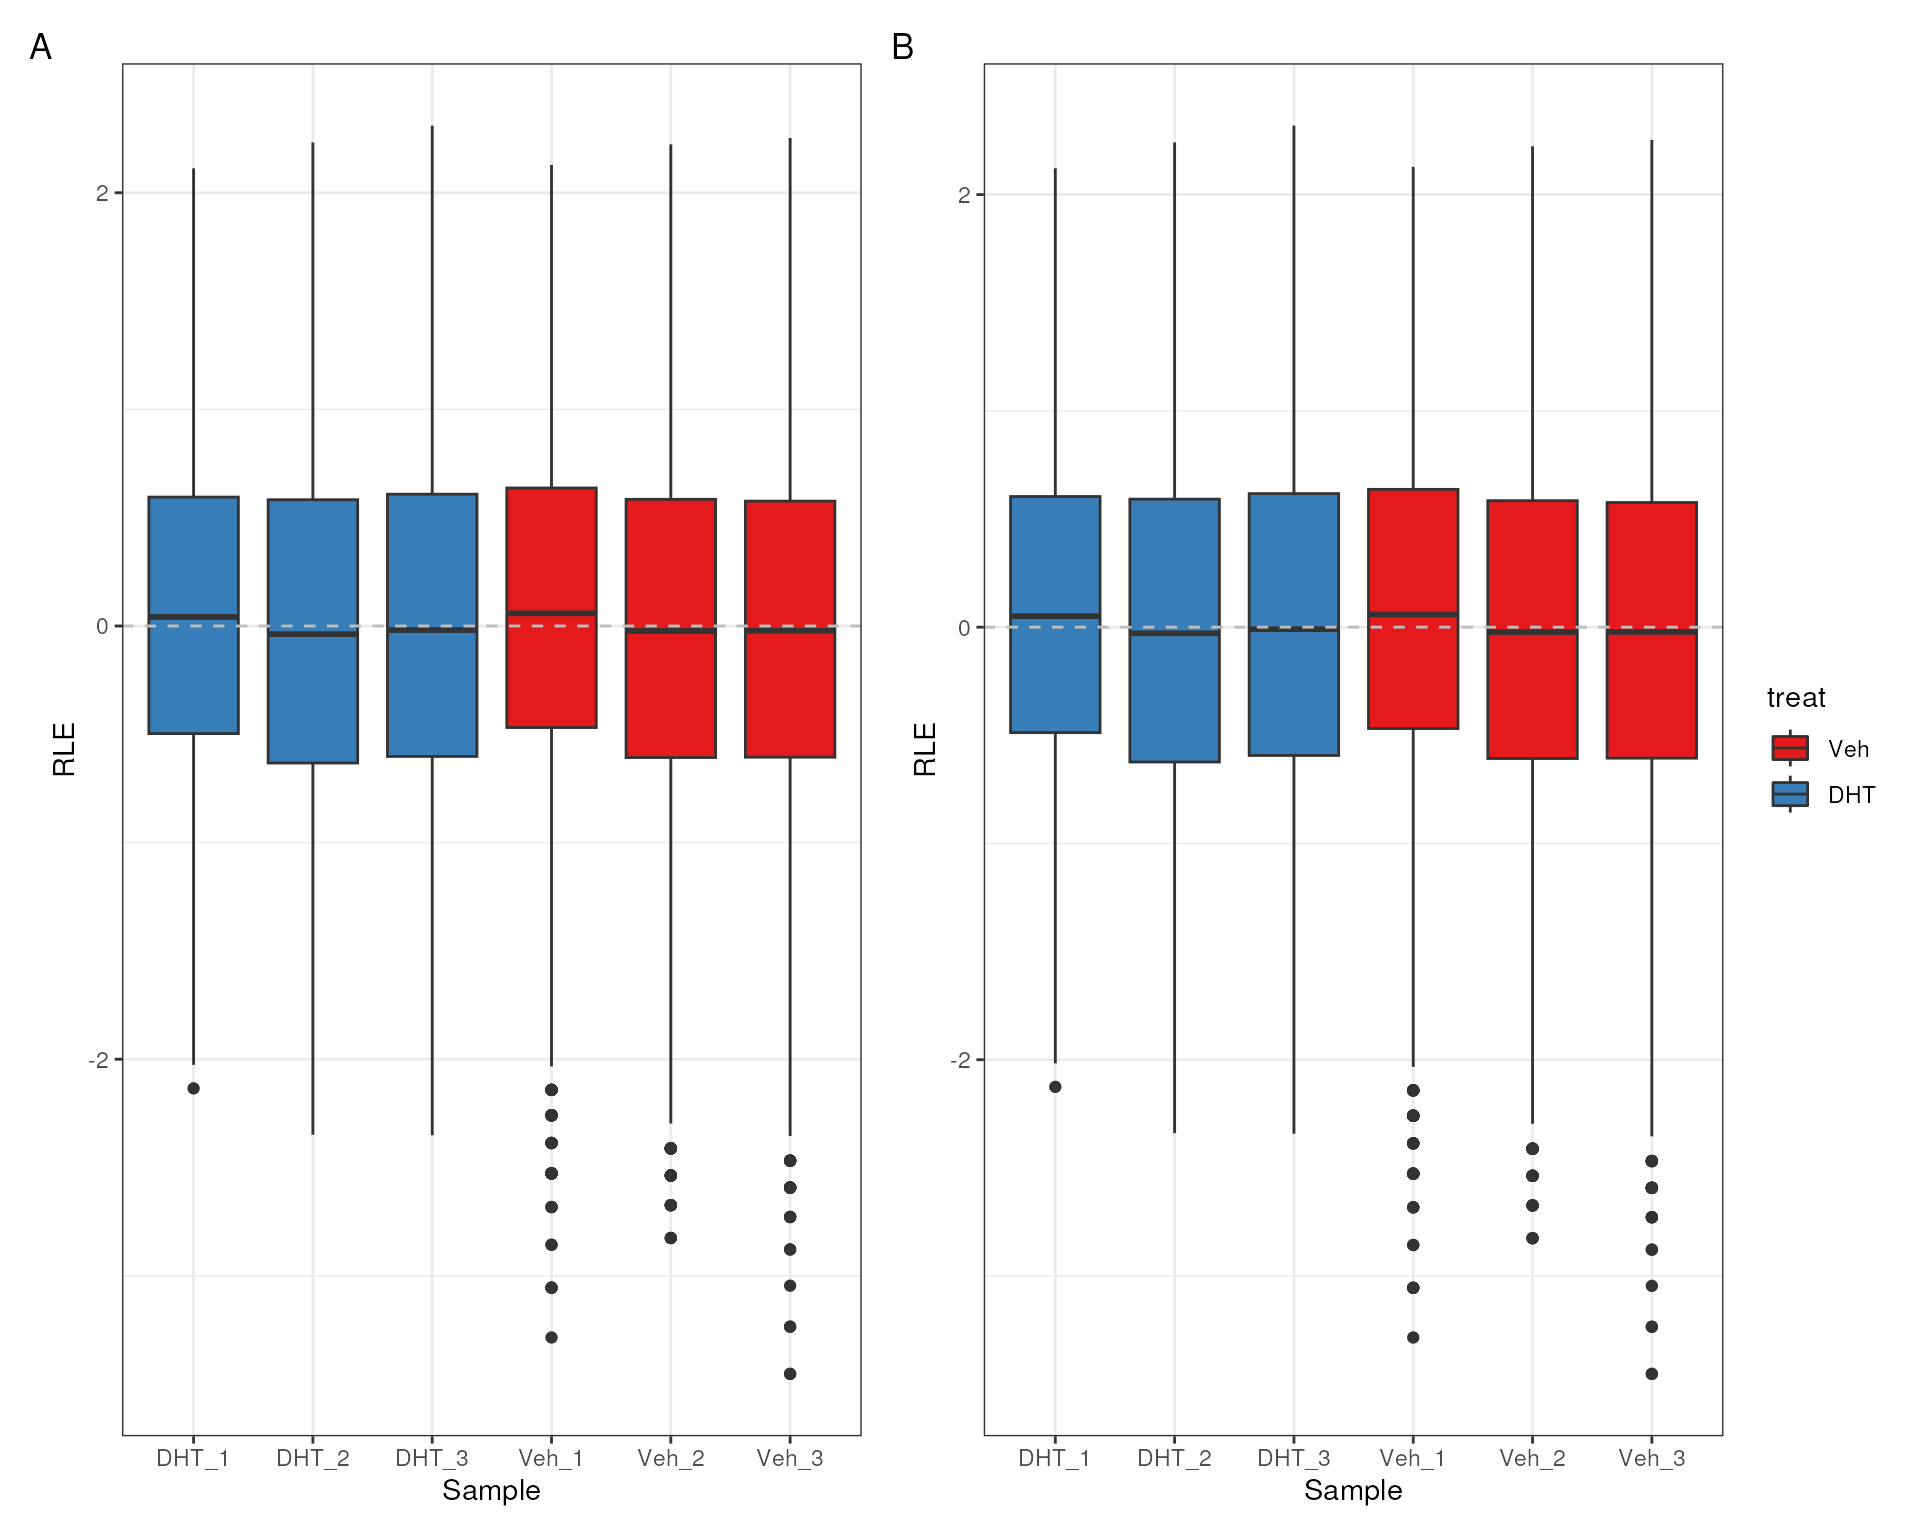 A
B
2
0
-2
RLE
DHT_1 DHT_2 DHT_3 Veh_1 Veh_2 Veh_3
Sample
2
0
-2
RLE
DHT_1 DHT_2 DHT_3 Veh_1 Veh_2 Veh_3
Sample
treat
Veh
DHT